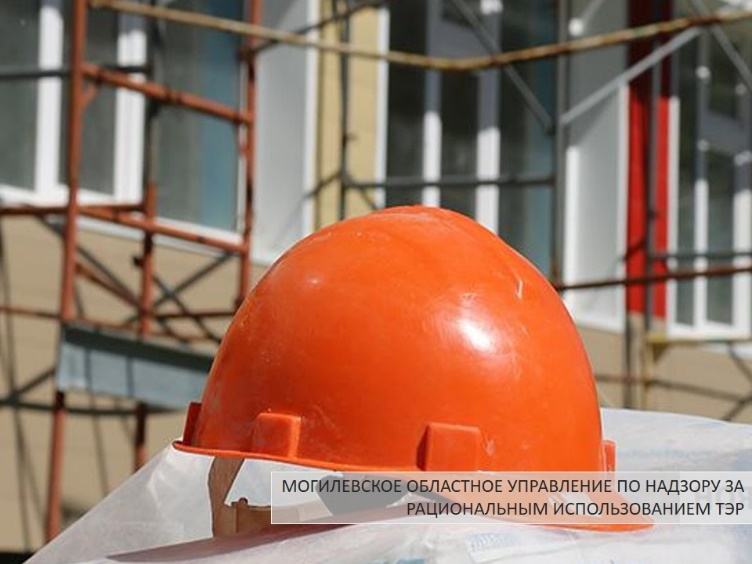 МОГИЛЕВСКОЕ ОБЛАСТНОЕ УПРАВЛЕНИЕ ПО НАДЗОРУ ЗА
РАЦИОНАЛЬНЫМ ИСПОЛЬЗОВАНИЕМ ТЭР